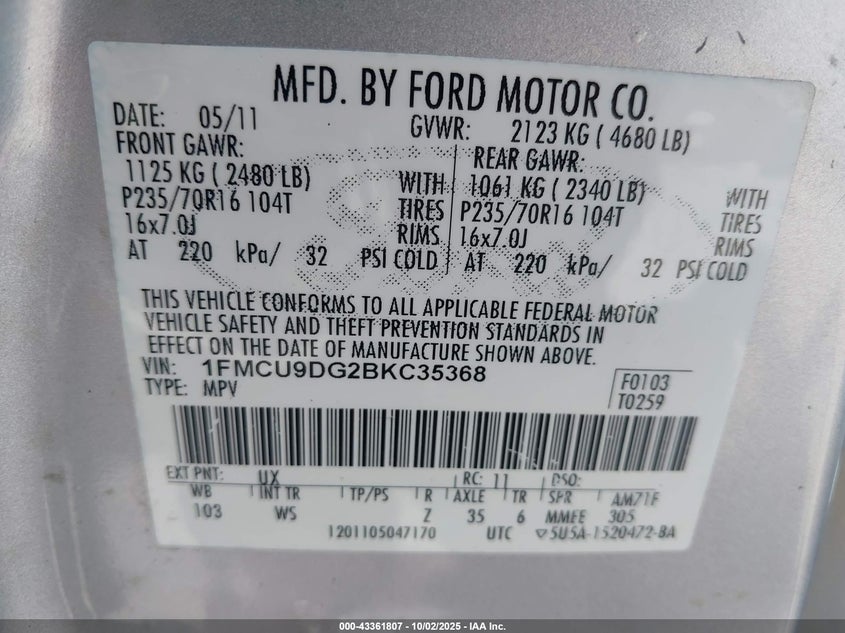 MFD. BY FORD MOTOR CO.
DATE: 05/11 GVWR: 2123 KG ( 4680 LB)
FRONT GAWR: REAR GAWR:
1125 KG ( 2480 LB) WITH 1061 KG ( 2340 LB) WITH
P235/70R16 104T TIRES P235/70R16 104T TIRES
16x7.0J RIMS 16x7.0J RIMS
AT 220 kPa/ 32 PSI COLD AT 220 kPa/ 32 PSI COLD
THIS VEHICLE CONFORMS TO ALL APPLICABLE FEDERAL MOTOR
VEHICLE SAFETY AND THEFT PREVENTION STANDARDS IN
EFFECT ON THE DATE OF MANUFACTURE SHOWN ABOVE.
VIN: 1FMCU9DG2BKC35368 F0103
TYPE: MPV T0259
EXT PNT: UX RC: 11 DSO:
WB INT TR TP/PS R AXLE TR SPR AM71F
103 WS Z 35 6 MMFE 305
1201105047170 UTC ▽5U5A-1520472-BA
000-43361807 - 10/02/2025 - IAA Inc.